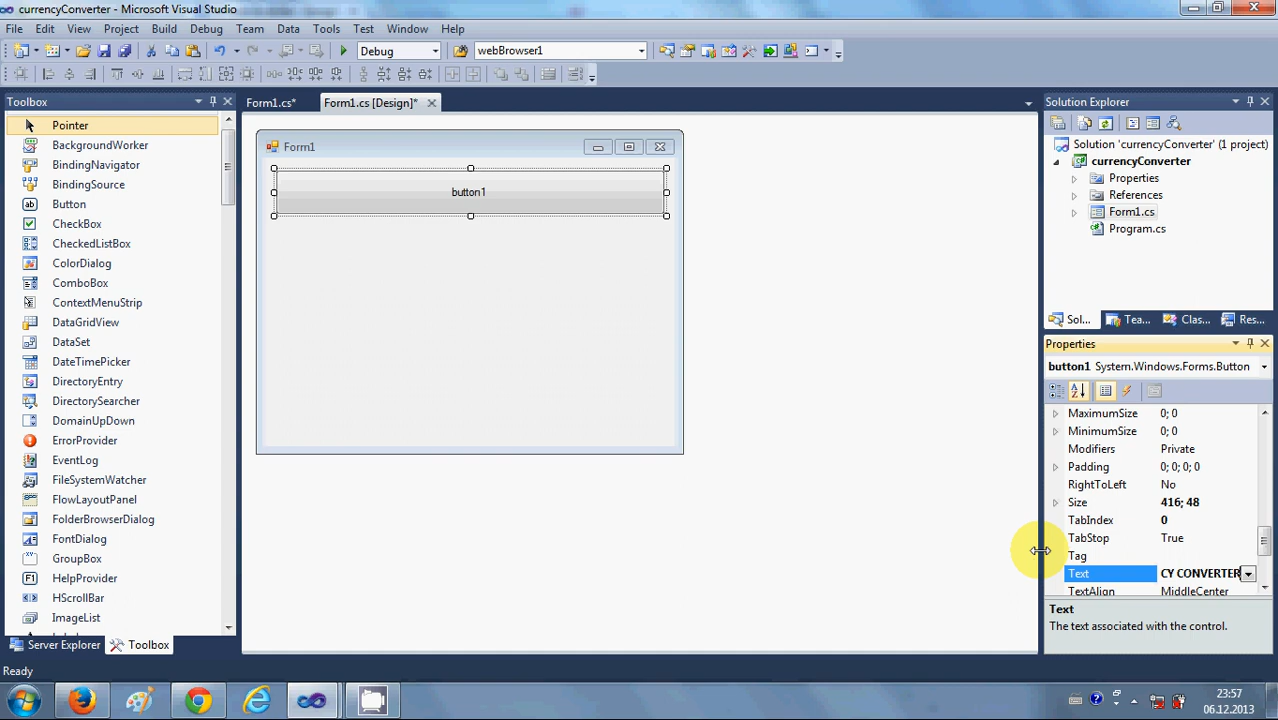 currencyConverter - Microsoft Visual Studio
File Edit View Project Build Debug Team Data Tools Test Window Help
Debug webBrowser1
Toolbox
Pointer
BackgroundWorker
BindingNavigator
BindingSource
Button
CheckBox
CheckedListBox
ColorDialog
ComboBox
ContextMenuStrip
DataGridView
DataSet
DateTimePicker
DirectoryEntry
DirectorySearcher
DomainUpDown
ErrorProvider
EventLog
FileSystemWatcher
FlowLayoutPanel
FolderBrowserDialog
FontDialog
GroupBox
HelpProvider
HScrollBar
ImageList
Server Explorer Toolbox
Form1.cs* Form1.cs [Design]*
Form1
button1
Solution Explorer
Solution 'currencyConverter' (1 project)
currencyConverter
Properties
References
Form1.cs
Program.cs
Sol... Tea... Clas... Res...
Properties
button1 System.Windows.Forms.Button
MaximumSize 0; 0
MinimumSize 0; 0
Modifiers Private
Padding 0; 0; 0; 0
RightToLeft No
Size 416; 48
TabIndex 0
TabStop True
Tag
Text CY CONVERTER
TextAlign MiddleCenter
Text
The text associated with the control.
Ready
23:57
06.12.2013